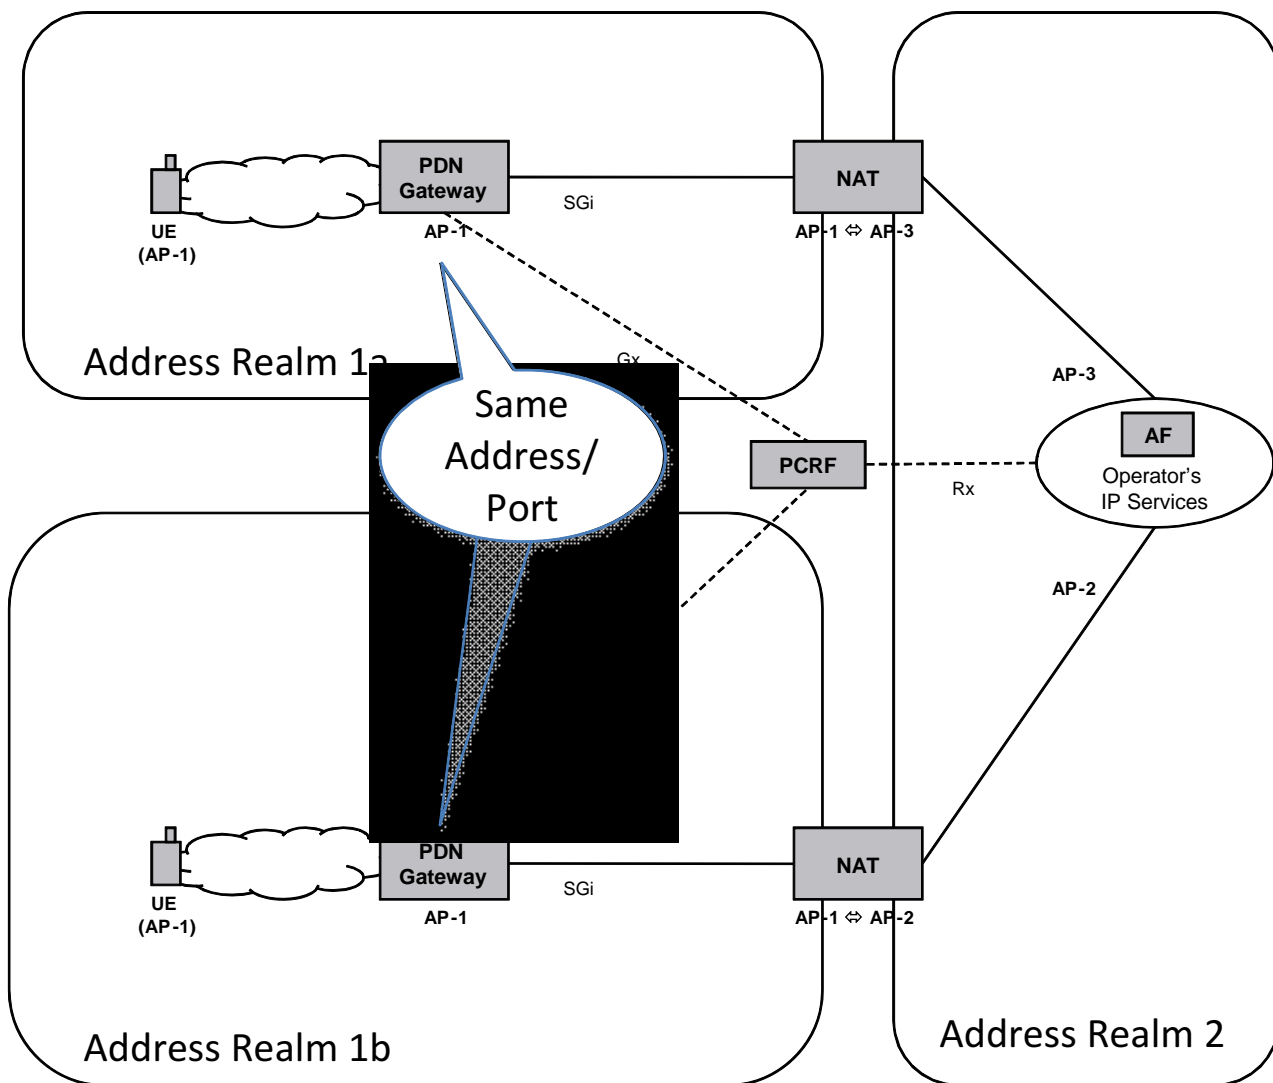 PDN
Gateway
NAT
SGi
UE
(AP-1)
AP-1
AP-1 ⇔ AP-3
Address Realm 1a
Gx
AP-3
Same
Address/
Port
AF
PCRF
Operator's
IP Services
Rx
AP-2
PDN
Gateway
NAT
SGi
UE
(AP-1)
AP-1
AP-1 ⇔ AP-2
Address Realm 1b
Address Realm 2